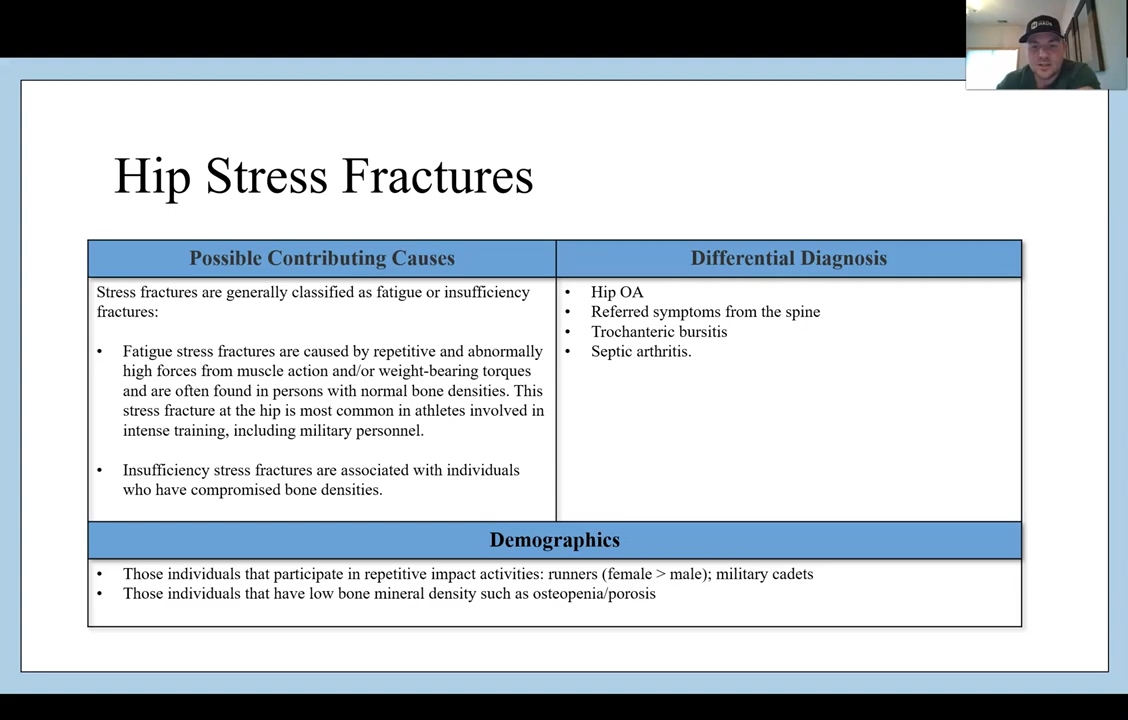 Hip Stress Fractures
Possible Contributing Causes
Stress fractures are generally classified as fatigue or insufficiency
fractures:
• Fatigue stress fractures are caused by repetitive and abnormally
high forces from muscle action and/or weight-bearing torques
and are often found in persons with normal bone densities. This
stress fracture at the hip is most common in athletes involved in
intense training, including military personnel.
• Insufficiency stress fractures are associated with individuals
who have compromised bone densities.
Differential Diagnosis
• Hip OA
• Referred symptoms from the spine
• Trochanteric bursitis
• Septic arthritis.
Demographics
• Those individuals that participate in repetitive impact activities: runners (female > male); military cadets
• Those individuals that have low bone mineral density such as osteopenia/porosis